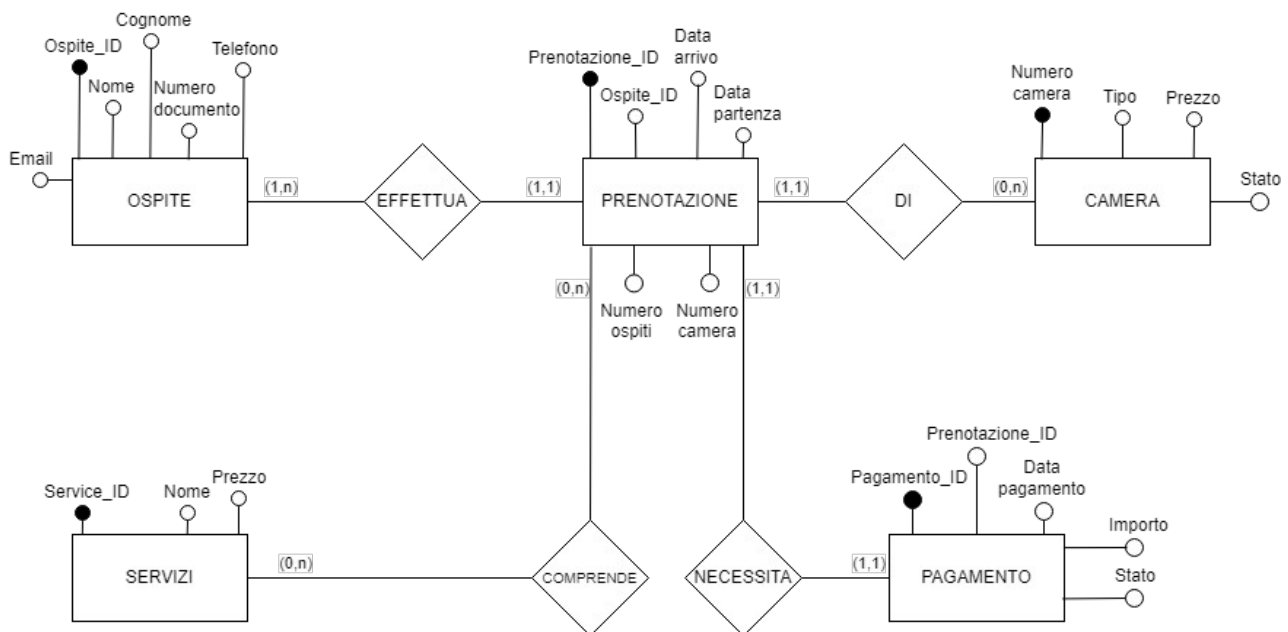 Cognome
Ospite_ID
Telefono
Nome
Numero
documento
Email
OSPITE
(1,n)
EFFETTUA
(1,1)
Prenotazione_ID
Data
arrivo
Ospite_ID
Data
partenza
PRENOTAZIONE
(1,1)
DI
(0,n)
Numero
camera
Tipo
Prezzo
CAMERA
Stato
(0,n)
Numero
ospiti
Numero
camera
(1,1)
Service_ID
Nome
Prezzo
SERVIZI
(0,n)
COMPRENDE
NECESSITA
(1,1)
Prenotazione_ID
Pagamento_ID
Data
pagamento
Importo
Stato
PAGAMENTO